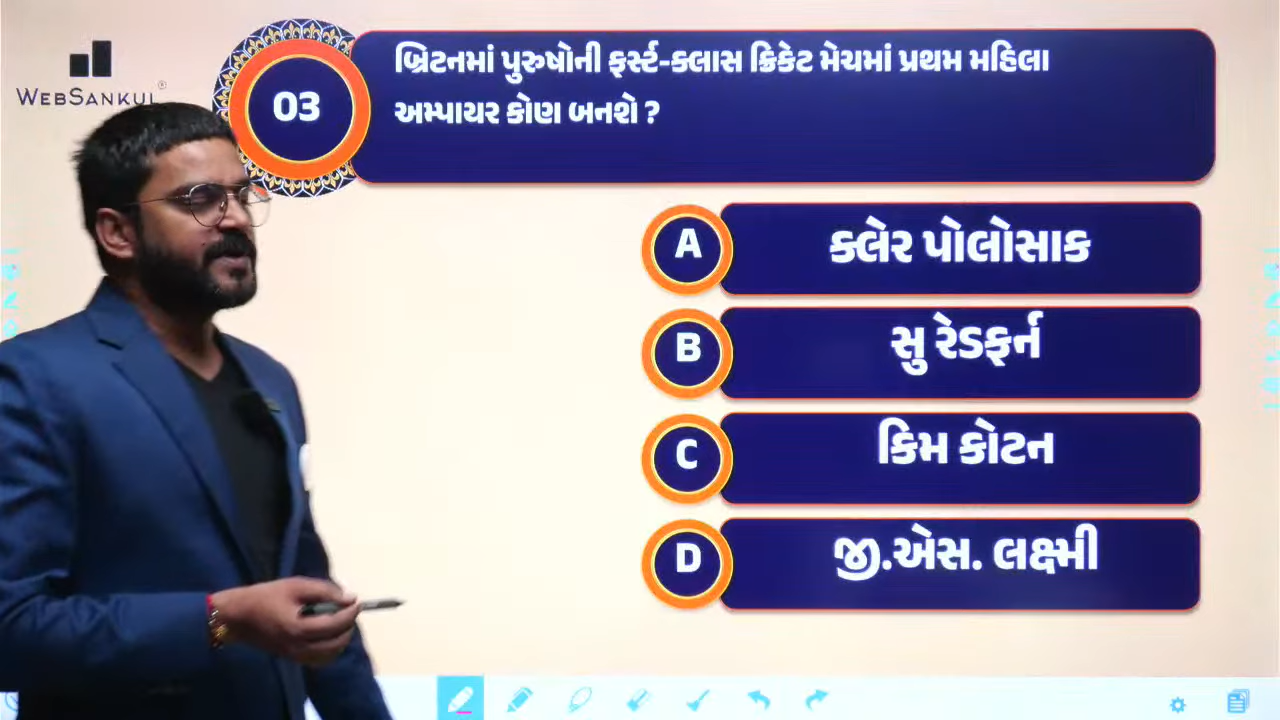 WEBSANKUL
03
બ્રિટનમાં પુરુષોની ફર્સ્ટ-ક્લાસ ક્રિકેટ મેચમાં પ્રથમ મહિલા
અમ્પાયર કોણ બનશે ?
A ક્લેર પોલોસાક
B સુ રેડફર્ન
C કિમ કોટન
D જી.એસ. લક્ષ્મી